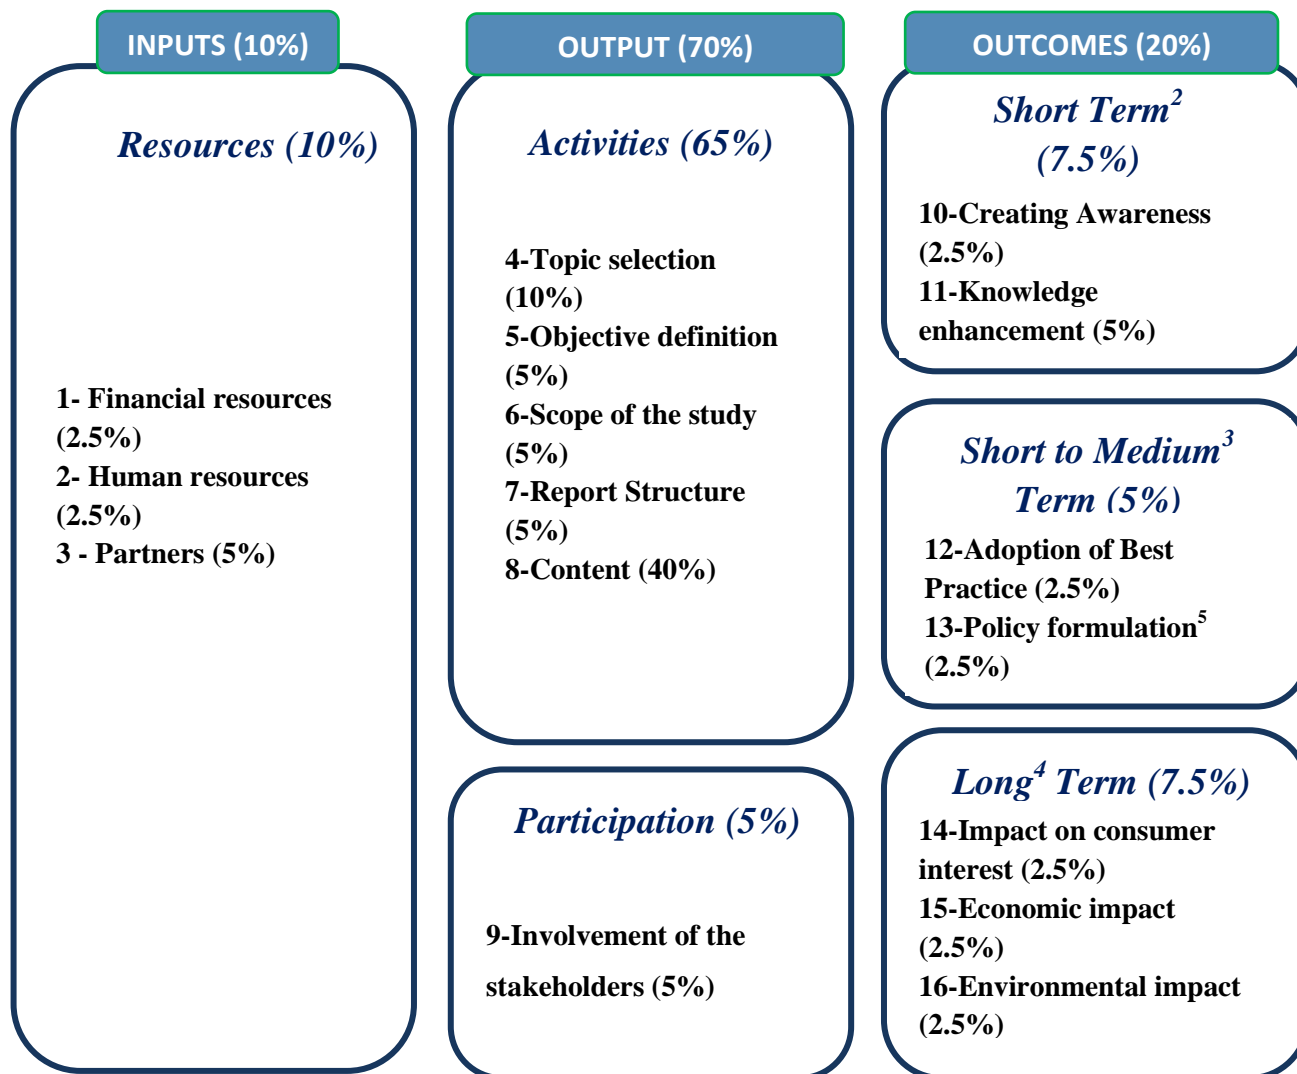 INPUTS (10%)
Resources (10%)
1- Financial resources
(2.5%)
2- Human resources
(2.5%)
3 - Partners (5%)
OUTPUT (70%)
Activities (65%)
4-Topic selection
(10%)
5-Objective definition
(5%)
6-Scope of the study
(5%)
7-Report Structure
(5%)
8-Content (40%)
Participation (5%)
9-Involvement of the
stakeholders (5%)
OUTCOMES (20%)
Short Term²
(7.5%)
10-Creating Awareness
(2.5%)
11-Knowledge
enhancement (5%)
Short to Medium³
Term (5%)
12-Adoption of Best
Practice (2.5%)
13-Policy formulation⁵
(2.5%)
Long⁴ Term (7.5%)
14-Impact on consumer
interest (2.5%)
15-Economic impact
(2.5%)
16-Environmental impact
(2.5%)